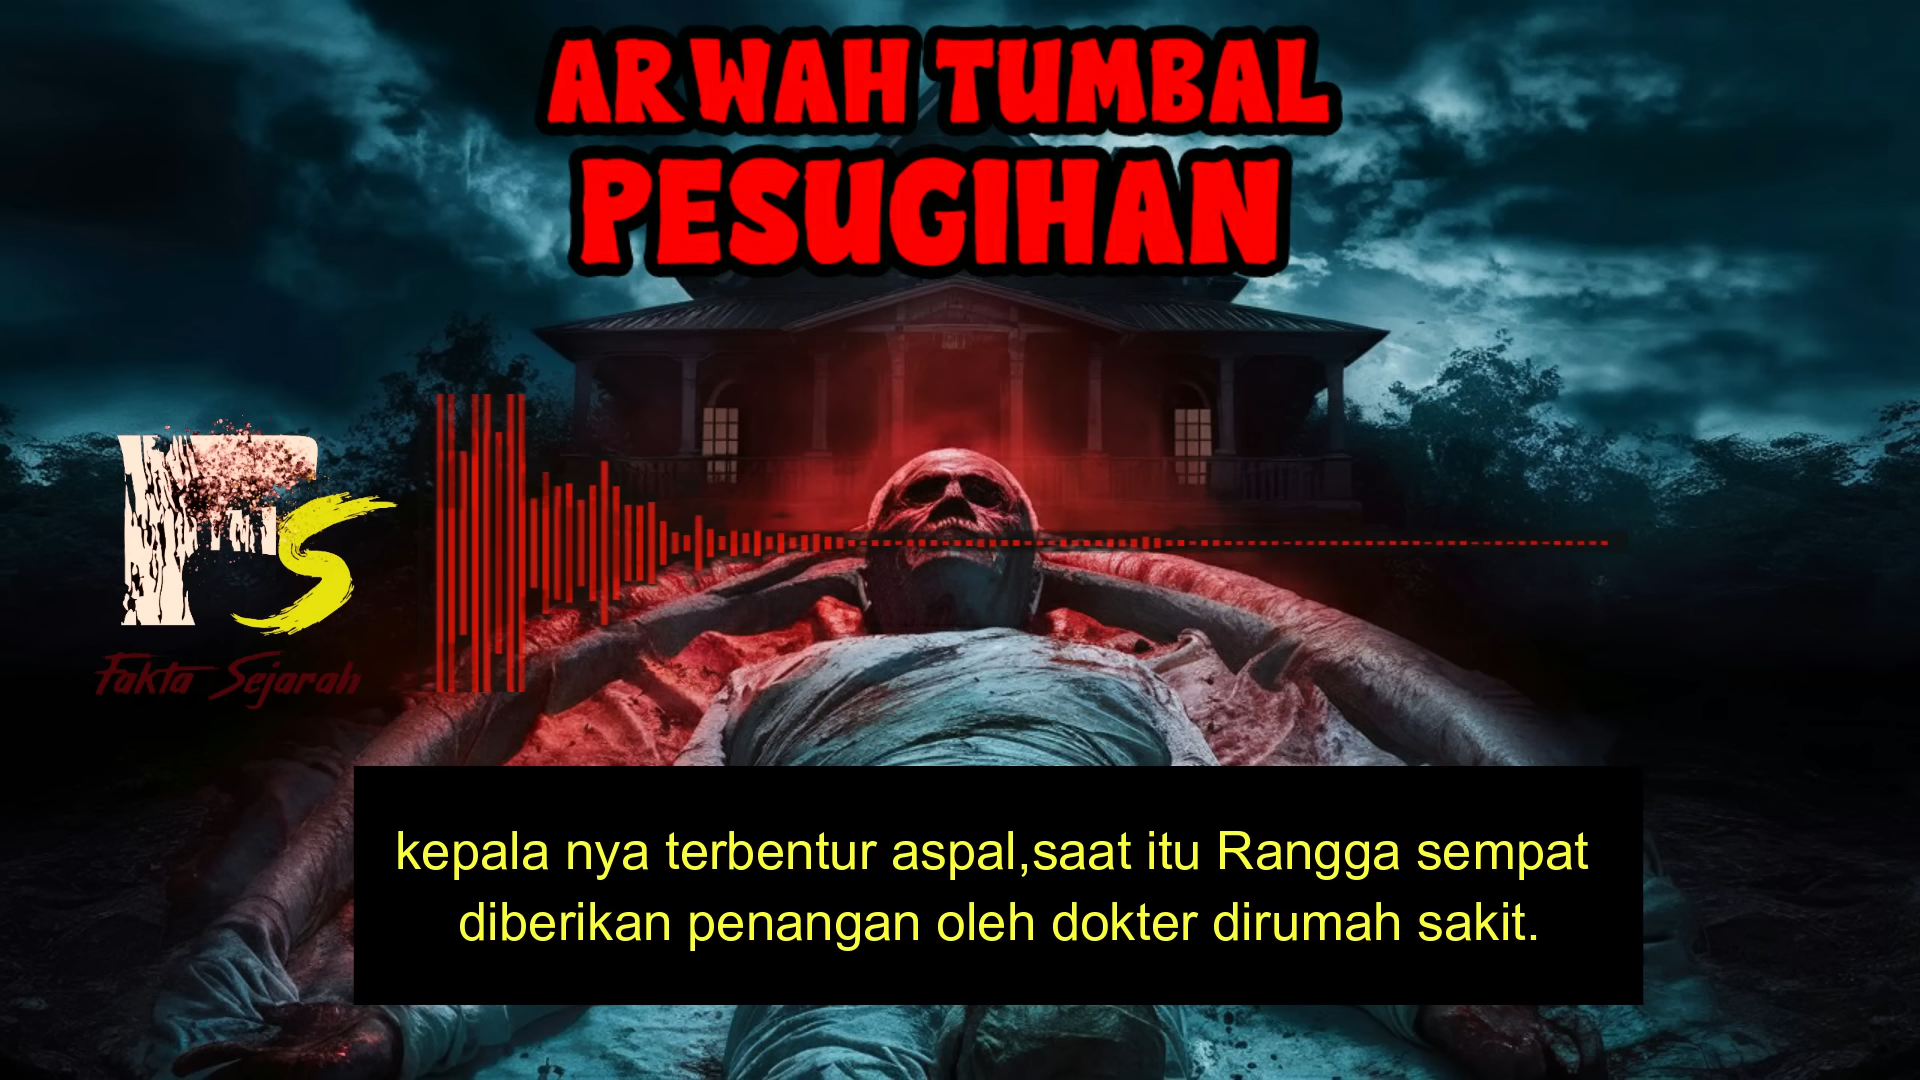 ARWAH TUMBAL
PESUGIHAN
FS
Fakta Sejarah
kepala nya terbentur aspal,saat itu Rangga sempat
diberikan penangan oleh dokter dirumah sakit.